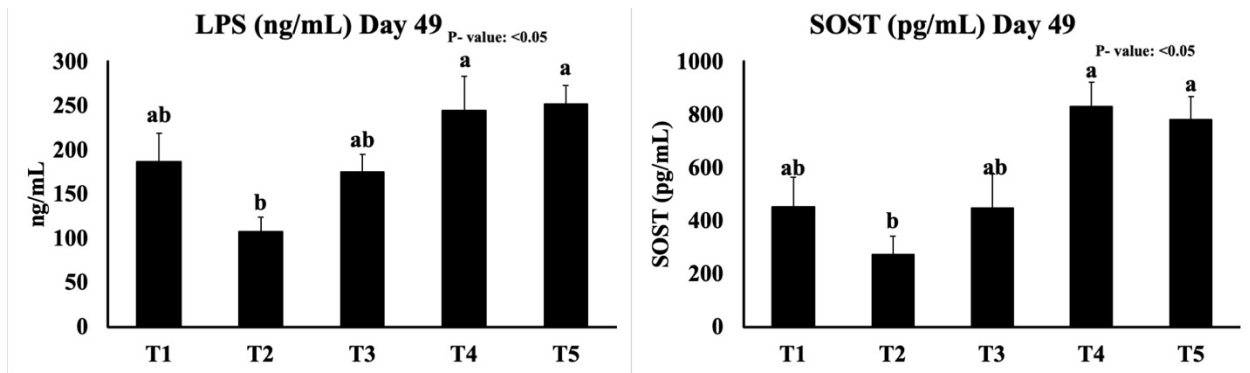 LPS (ng/mL) Day 49
P- value: <0.05
300
250
200
150
100
50
0
ng/mL
ab
b
ab
a
a
T1 T2 T3 T4 T5
SOST (pg/mL) Day 49
P- value: <0.05
1000
800
600
400
200
0
SOST (pg/mL)
ab
b
ab
a
a
T1 T2 T3 T4 T5